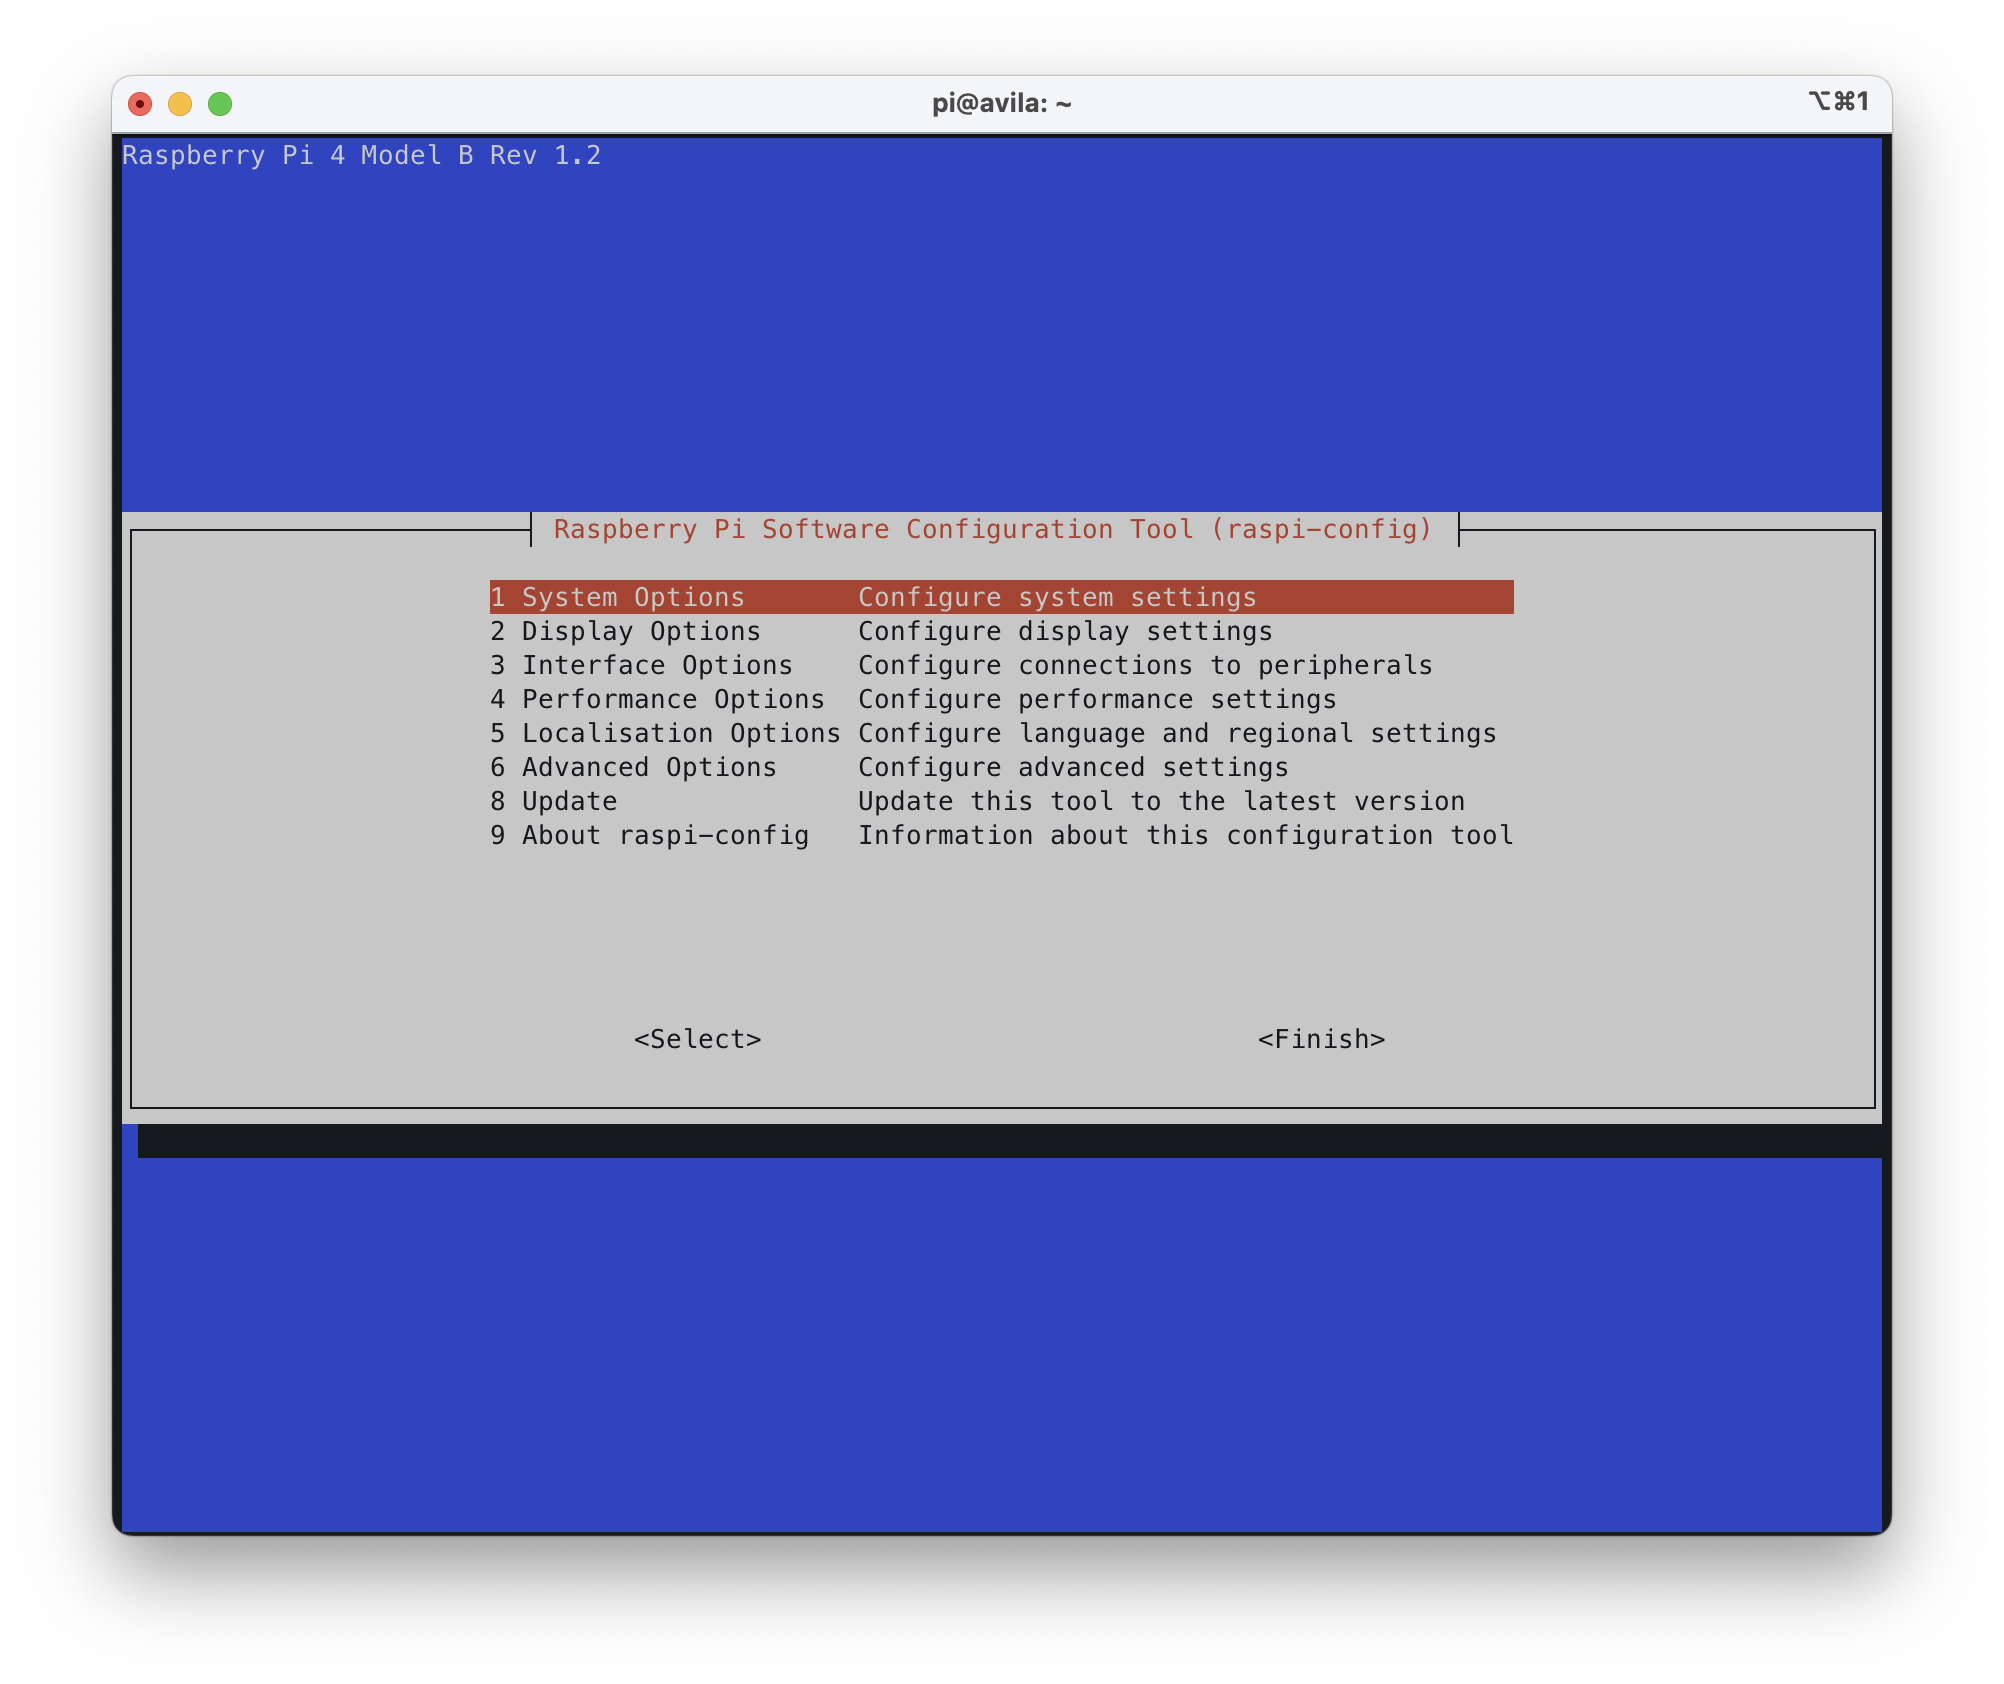 pi@avila: ~
⌥⌘1
Raspberry Pi 4 Model B Rev 1.2
Raspberry Pi Software Configuration Tool (raspi-config)
1 System Options       Configure system settings
2 Display Options      Configure display settings
3 Interface Options    Configure connections to peripherals
4 Performance Options  Configure performance settings
5 Localisation Options Configure language and regional settings
6 Advanced Options     Configure advanced settings
8 Update               Update this tool to the latest version
9 About raspi-config   Information about this configuration tool
<Select> <Finish>